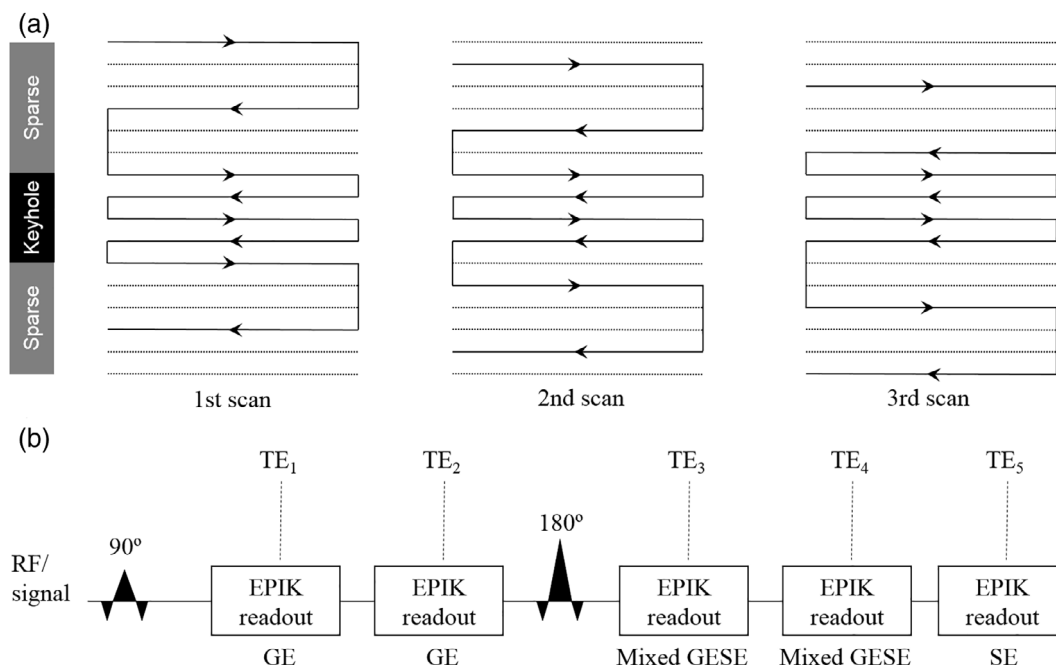 (a)
Sparse
Keyhole
Sparse
1st scan
2nd scan
3rd scan
(b)
TE₁
TE₂
TE₃
TE₄
TE₅
90º
180º
RF/
signal
EPIK
readout
EPIK
readout
EPIK
readout
EPIK
readout
EPIK
readout
GE
GE
Mixed GESE
Mixed GESE
SE